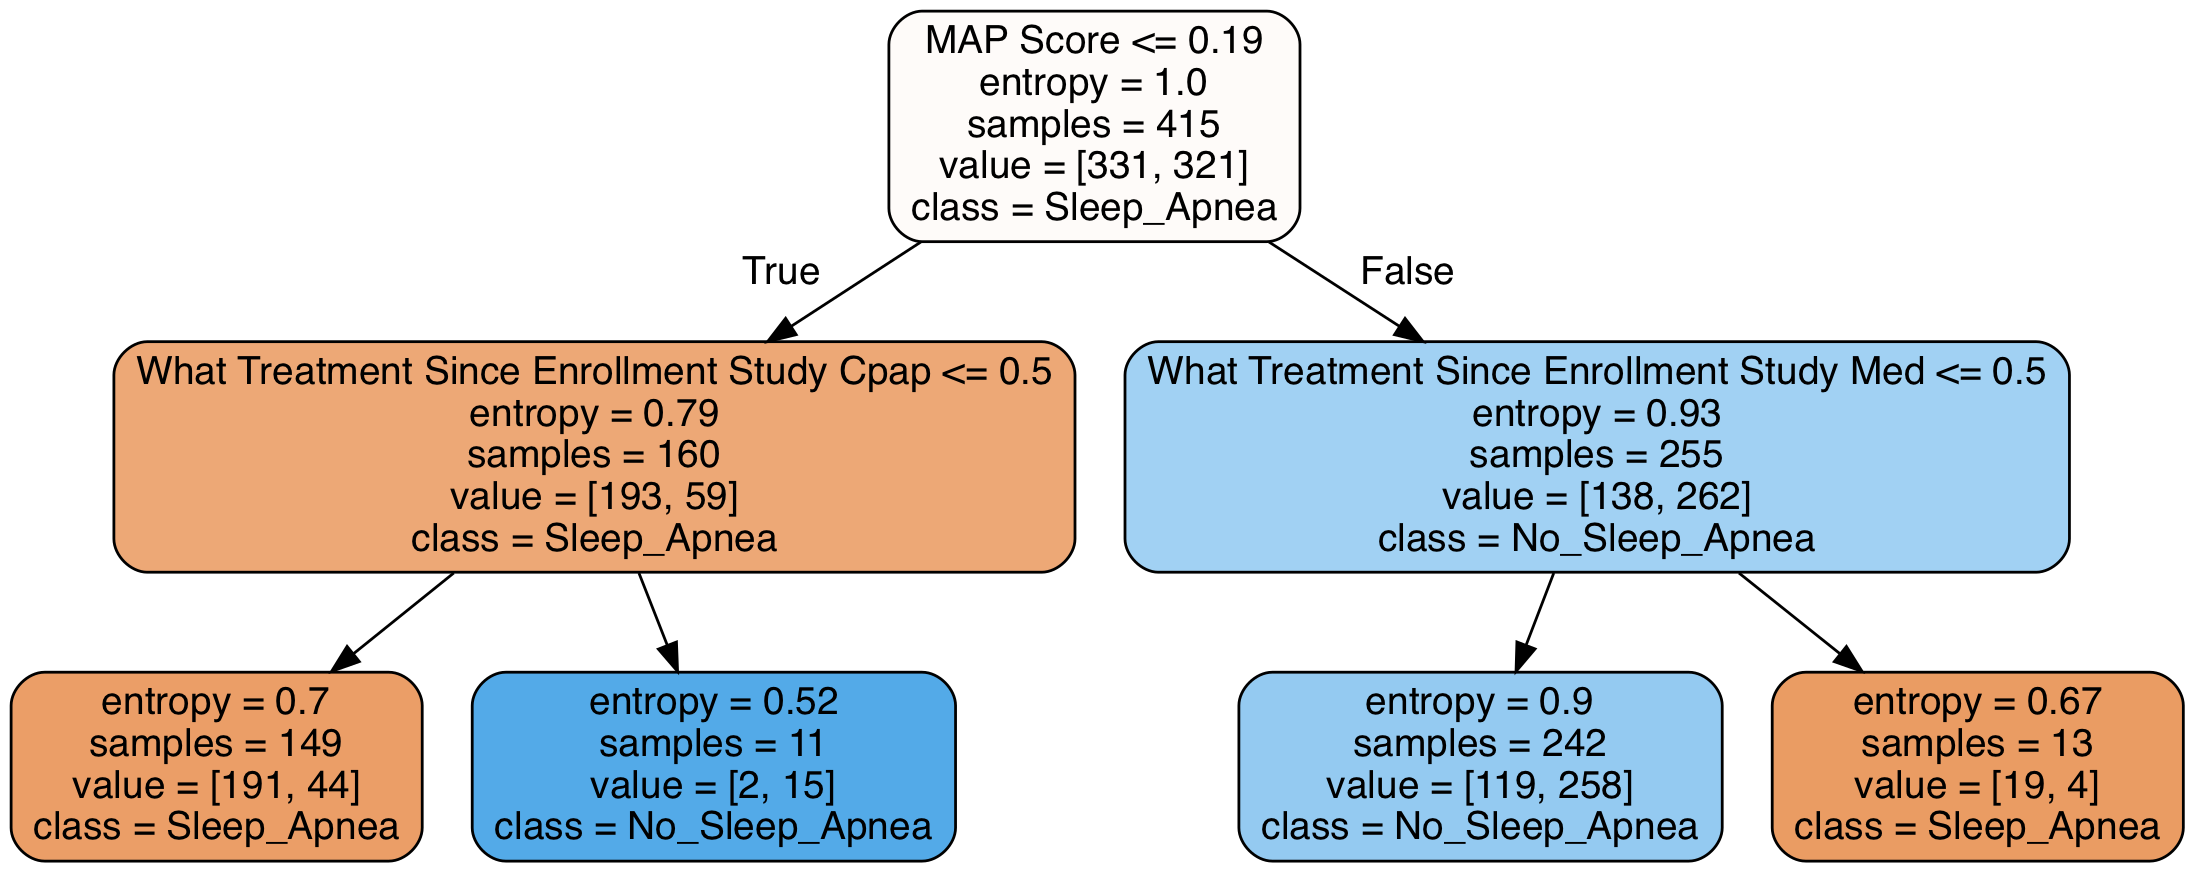 MAP Score <= 0.19
entropy = 1.0
samples = 415
value = [331, 321]
class = Sleep_Apnea
True
False
What Treatment Since Enrollment Study Cpap <= 0.5
entropy = 0.79
samples = 160
value = [193, 59]
class = Sleep_Apnea
What Treatment Since Enrollment Study Med <= 0.5
entropy = 0.93
samples = 255
value = [138, 262]
class = No_Sleep_Apnea
entropy = 0.7
samples = 149
value = [191, 44]
class = Sleep_Apnea
entropy = 0.52
samples = 11
value = [2, 15]
class = No_Sleep_Apnea
entropy = 0.9
samples = 242
value = [119, 258]
class = No_Sleep_Apnea
entropy = 0.67
samples = 13
value = [19, 4]
class = Sleep_Apnea